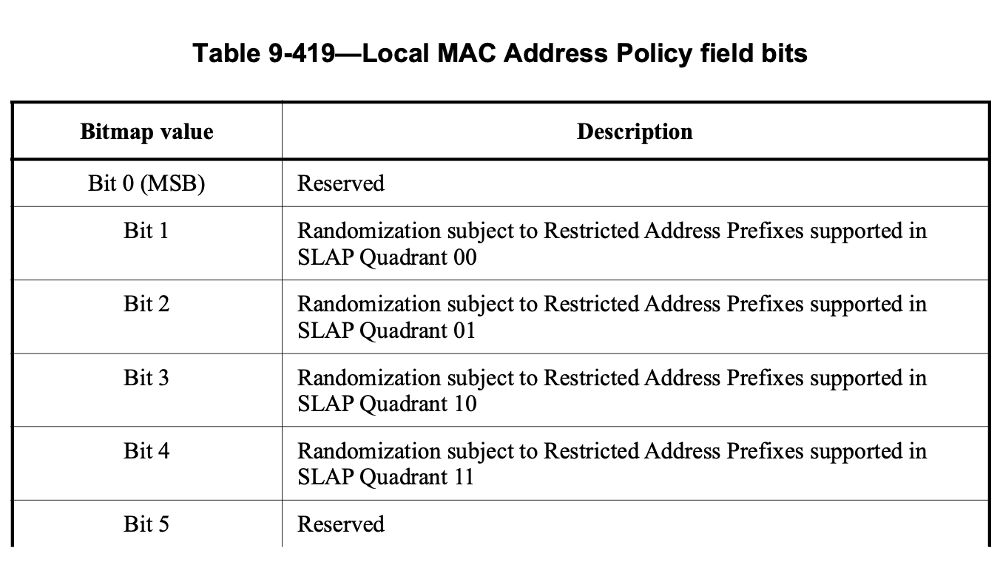 Table 9-419—Local MAC Address Policy field bits
Bitmap value Description
Bit 0 (MSB) Reserved
Bit 1 Randomization subject to Restricted Address Prefixes supported in
SLAP Quadrant 00
Bit 2 Randomization subject to Restricted Address Prefixes supported in
SLAP Quadrant 01
Bit 3 Randomization subject to Restricted Address Prefixes supported in
SLAP Quadrant 10
Bit 4 Randomization subject to Restricted Address Prefixes supported in
SLAP Quadrant 11
Bit 5 Reserved